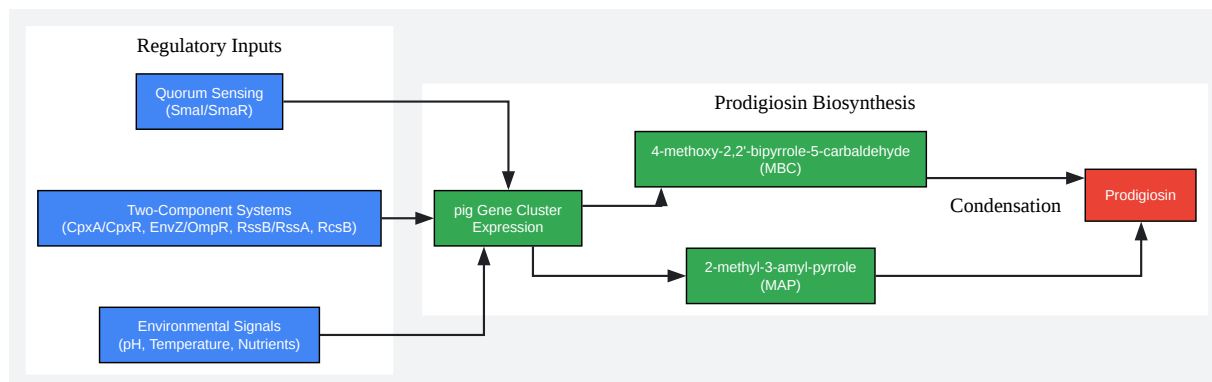 Regulatory Inputs
Quorum Sensing
(SmaI/SmaR)
Two-Component Systems
(CpxA/CpxR, EnvZ/OmpR, RssB/RssA, RcsB)
Environmental Signals
(pH, Temperature, Nutrients)
Prodigiosin Biosynthesis
pig Gene Cluster
Expression
4-methoxy-2,2'-bipyrrole-5-carbaldehyde
(MBC)
2-methyl-3-amyl-pyrrole
(MAP)
Condensation
Prodigiosin